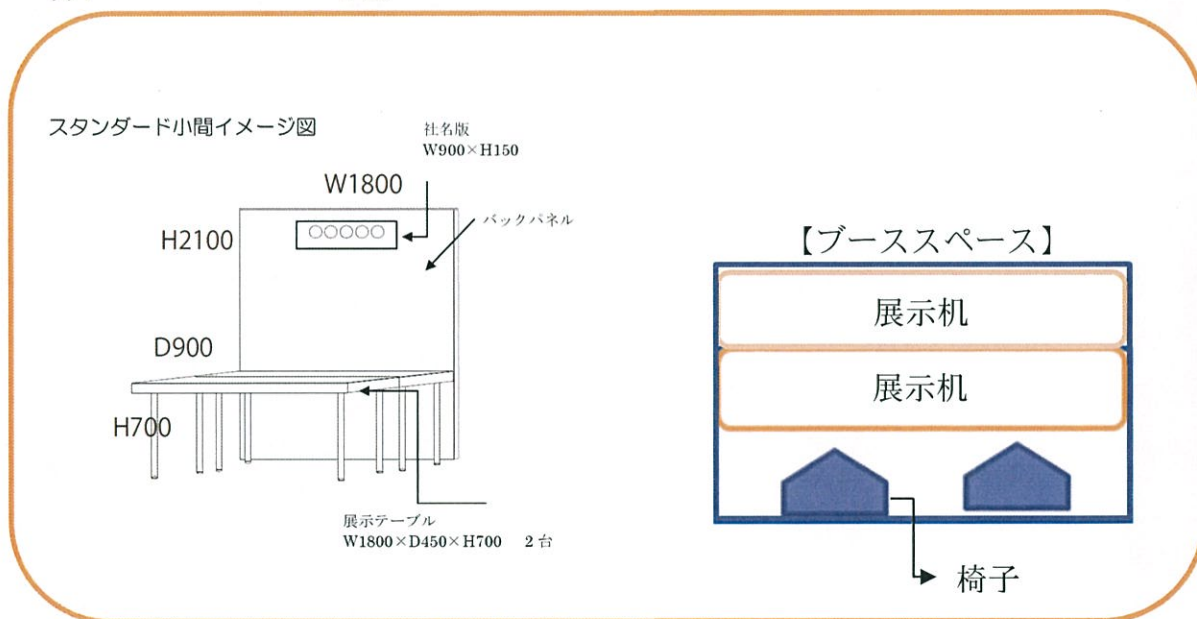 スタンダード小間イメージ図
社名版
W900×H150
W1800
バックパネル
H2100
D900
H700
展示テーブル
W1800×D450×H700 2台
【ブーススペース】
展示机
展示机
椅子